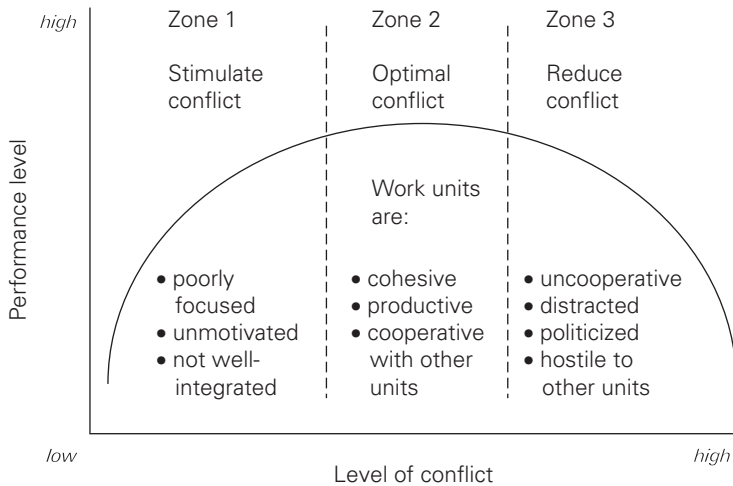 high
Zone 1
Zone 2
Zone 3
Stimulate
conflict
Optimal
conflict
Reduce
conflict
Performance level
Work units
are:
• poorly
focused
• unmotivated
• not well-
integrated
• cohesive
• productive
• cooperative
with other
units
• uncooperative
• distracted
• politicized
• hostile to
other units
low
high
Level of conflict